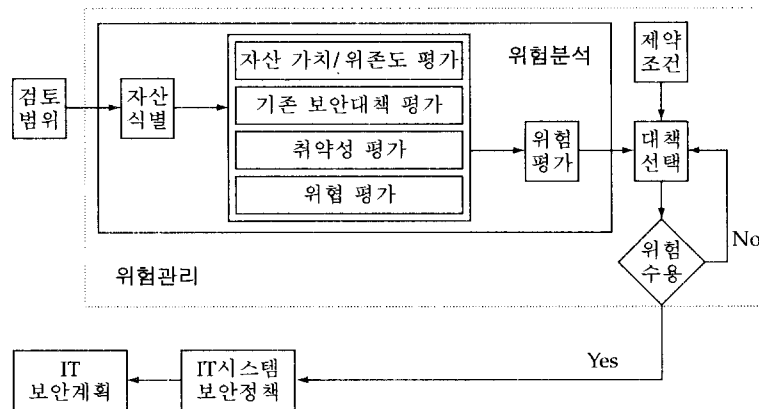 검토
범위
자산
식별
자산 가치/위존도 평가
기존 보안대책 평가
취약성 평가
위협 평가
위험분석
위험
평가
제약
조건
대책
선택
위험
수용
No
Yes
위험관리
IT시스템
보안정책
IT
보안계획